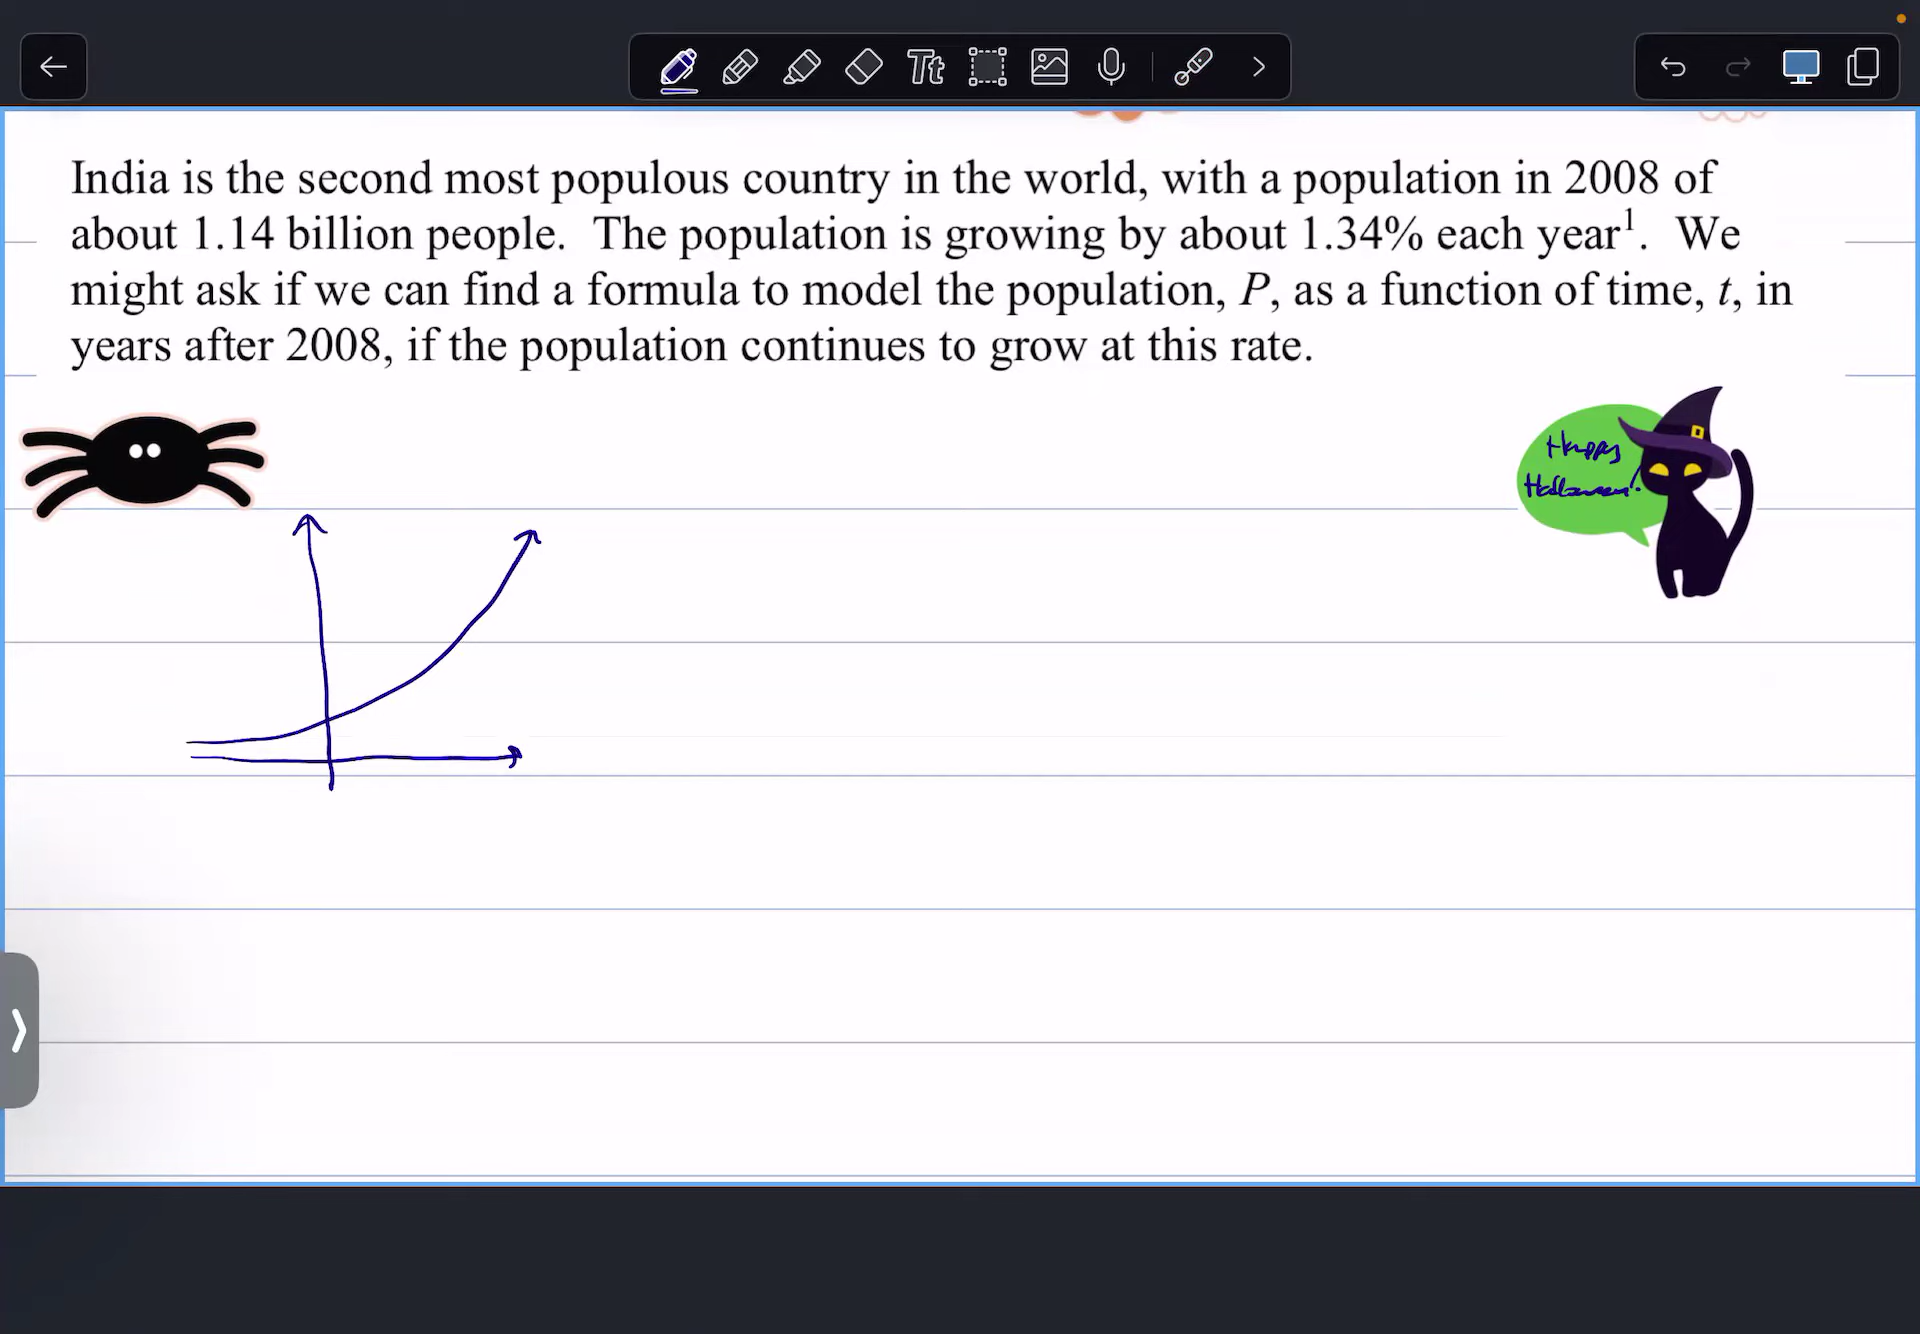 Tt
India is the second most populous country in the world, with a population in 2008 of
about 1.14 billion people.  The population is growing by about 1.34% each year¹.  We
might ask if we can find a formula to model the population, P, as a function of time, t, in
years after 2008, if the population continues to grow at this rate.
Happy
Halloween!